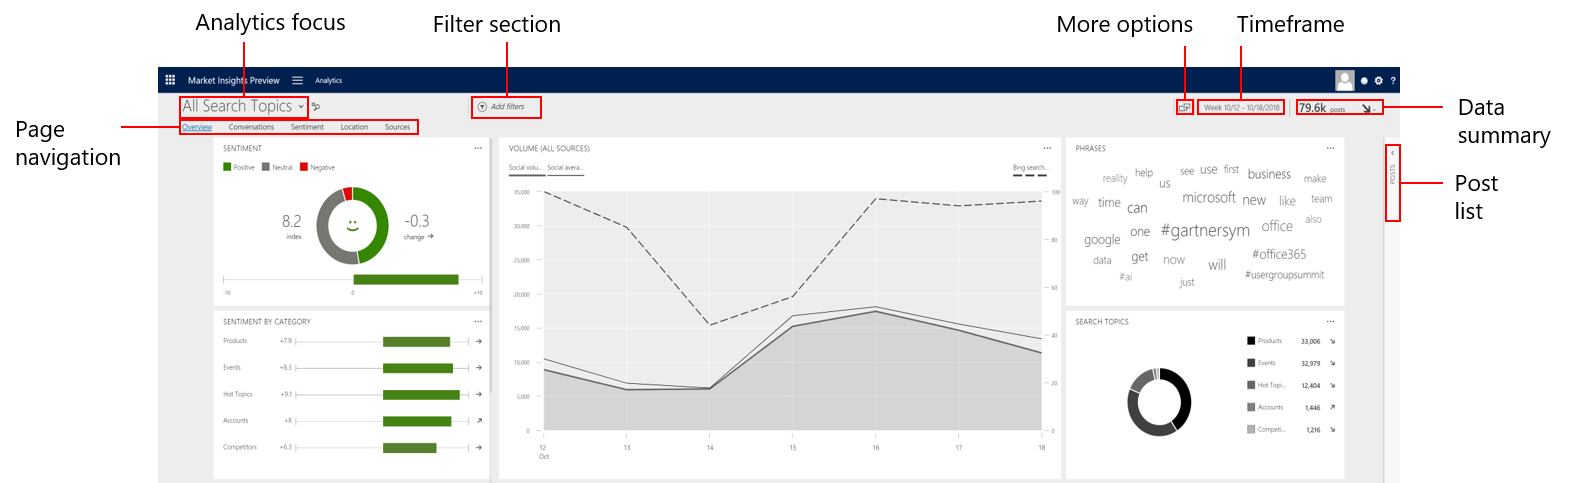 Analytics focus
Filter section
More options
Timeframe
Market Insights Preview
Analytics
?
All Search Topics
Add filters
Week 10/12 - 10/18/2018
79.6k posts
-
Data
summary
Page
navigation
Overview Conversations Sentiment Location Sources
Post
list
POSTS
SENTIMENT
...
Positive Neutral Negative
8.2
index
-0.3
change →
-10 0 +10
SENTIMENT BY CATEGORY
...
Products +7.9 →
Events +8.3 →
Hot Topics +9.1 →
Accounts +8 ↗
Competitors +6.3 →
VOLUME (ALL SOURCES)
...
Social volu...
Social avera...
Bing search...
35,000
30,000
25,000
20,000
15,000
10,000
5,000
0
100
80
60
40
20
0
12 13 14 15 16 17 18
Oct
PHRASES
...
reality help us see use first business make
way time can microsoft new like team
google one #gartnersym office also
data get now will #office365
#ai just #usergroupsummit
SEARCH TOPICS
...
Products 33,006 ↘
Events 32,979 ↘
Hot Topi... 12,404 ↘
Accounts 1,446 ↗
Competi... 1,216 ↘